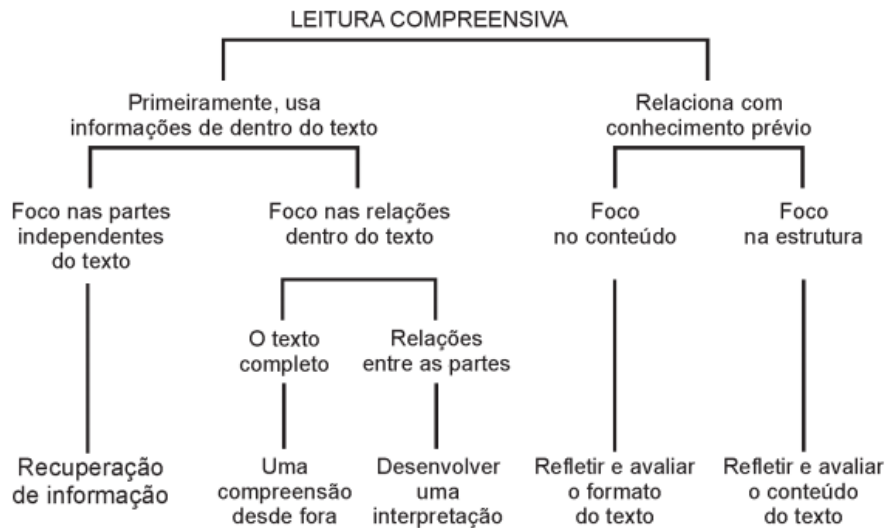 LEITURA COMPREENSIVA
Primeiramente, usa
informações de dentro do texto
Relaciona com
conhecimento prévio
Foco nas partes
independentes
do texto
Foco nas relações
dentro do texto
Foco
no conteúdo
Foco
na estrutura
O texto
completo
Relações
entre as partes
Recuperação
de informação
Uma
compreensão
desde fora
Desenvolver
uma
interpretação
Refletir e avaliar
o formato
do texto
Refletir e avaliar
o conteúdo
do texto